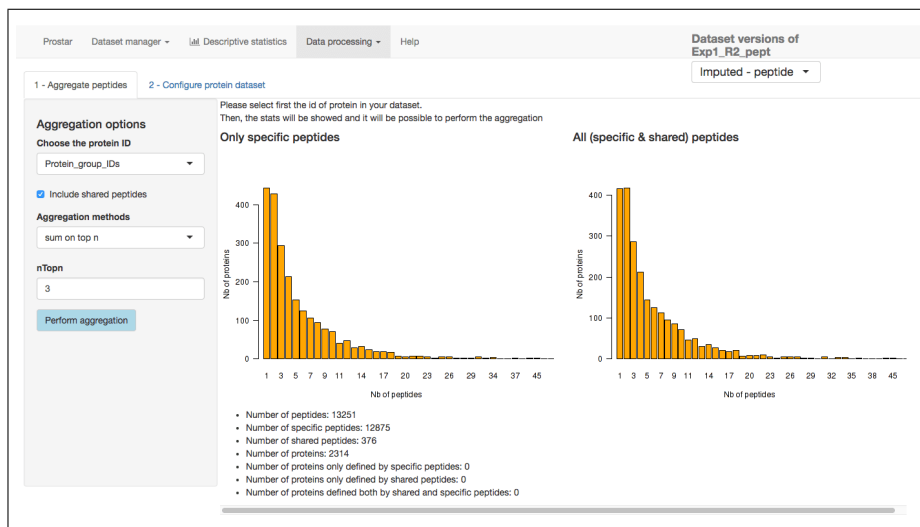 Prostar Dataset manager Descriptive statistics Data processing Help
Dataset versions of
Exp1_R2_pept
Imputed - peptide
1 - Aggregate peptides 2 - Configure protein dataset
Please select first the id of protein in your dataset.
Then, the stats will be showed and it will be possible to perform the aggregation
Aggregation options
Choose the protein ID
Protein_group_IDs
Include shared peptides
Aggregation methods
sum on top n
nTopn
3
Perform aggregation
Only specific peptides
400
300
200
100
0
Nb of proteins
1 3 5 7 9 11 14 17 20 23 26 29 34 37 45
Nb of peptides
All (specific & shared) peptides
400
300
200
100
0
Nb of proteins
1 3 5 7 9 11 14 17 20 23 26 29 32 35 38 45
Nb of peptides
Number of peptides: 13251
Number of specific peptides: 12875
Number of shared peptides: 376
Number of proteins: 2314
Number of proteins only defined by specific peptides: 0
Number of proteins only defined by shared peptides: 0
Number of proteins defined both by shared and specific peptides: 0